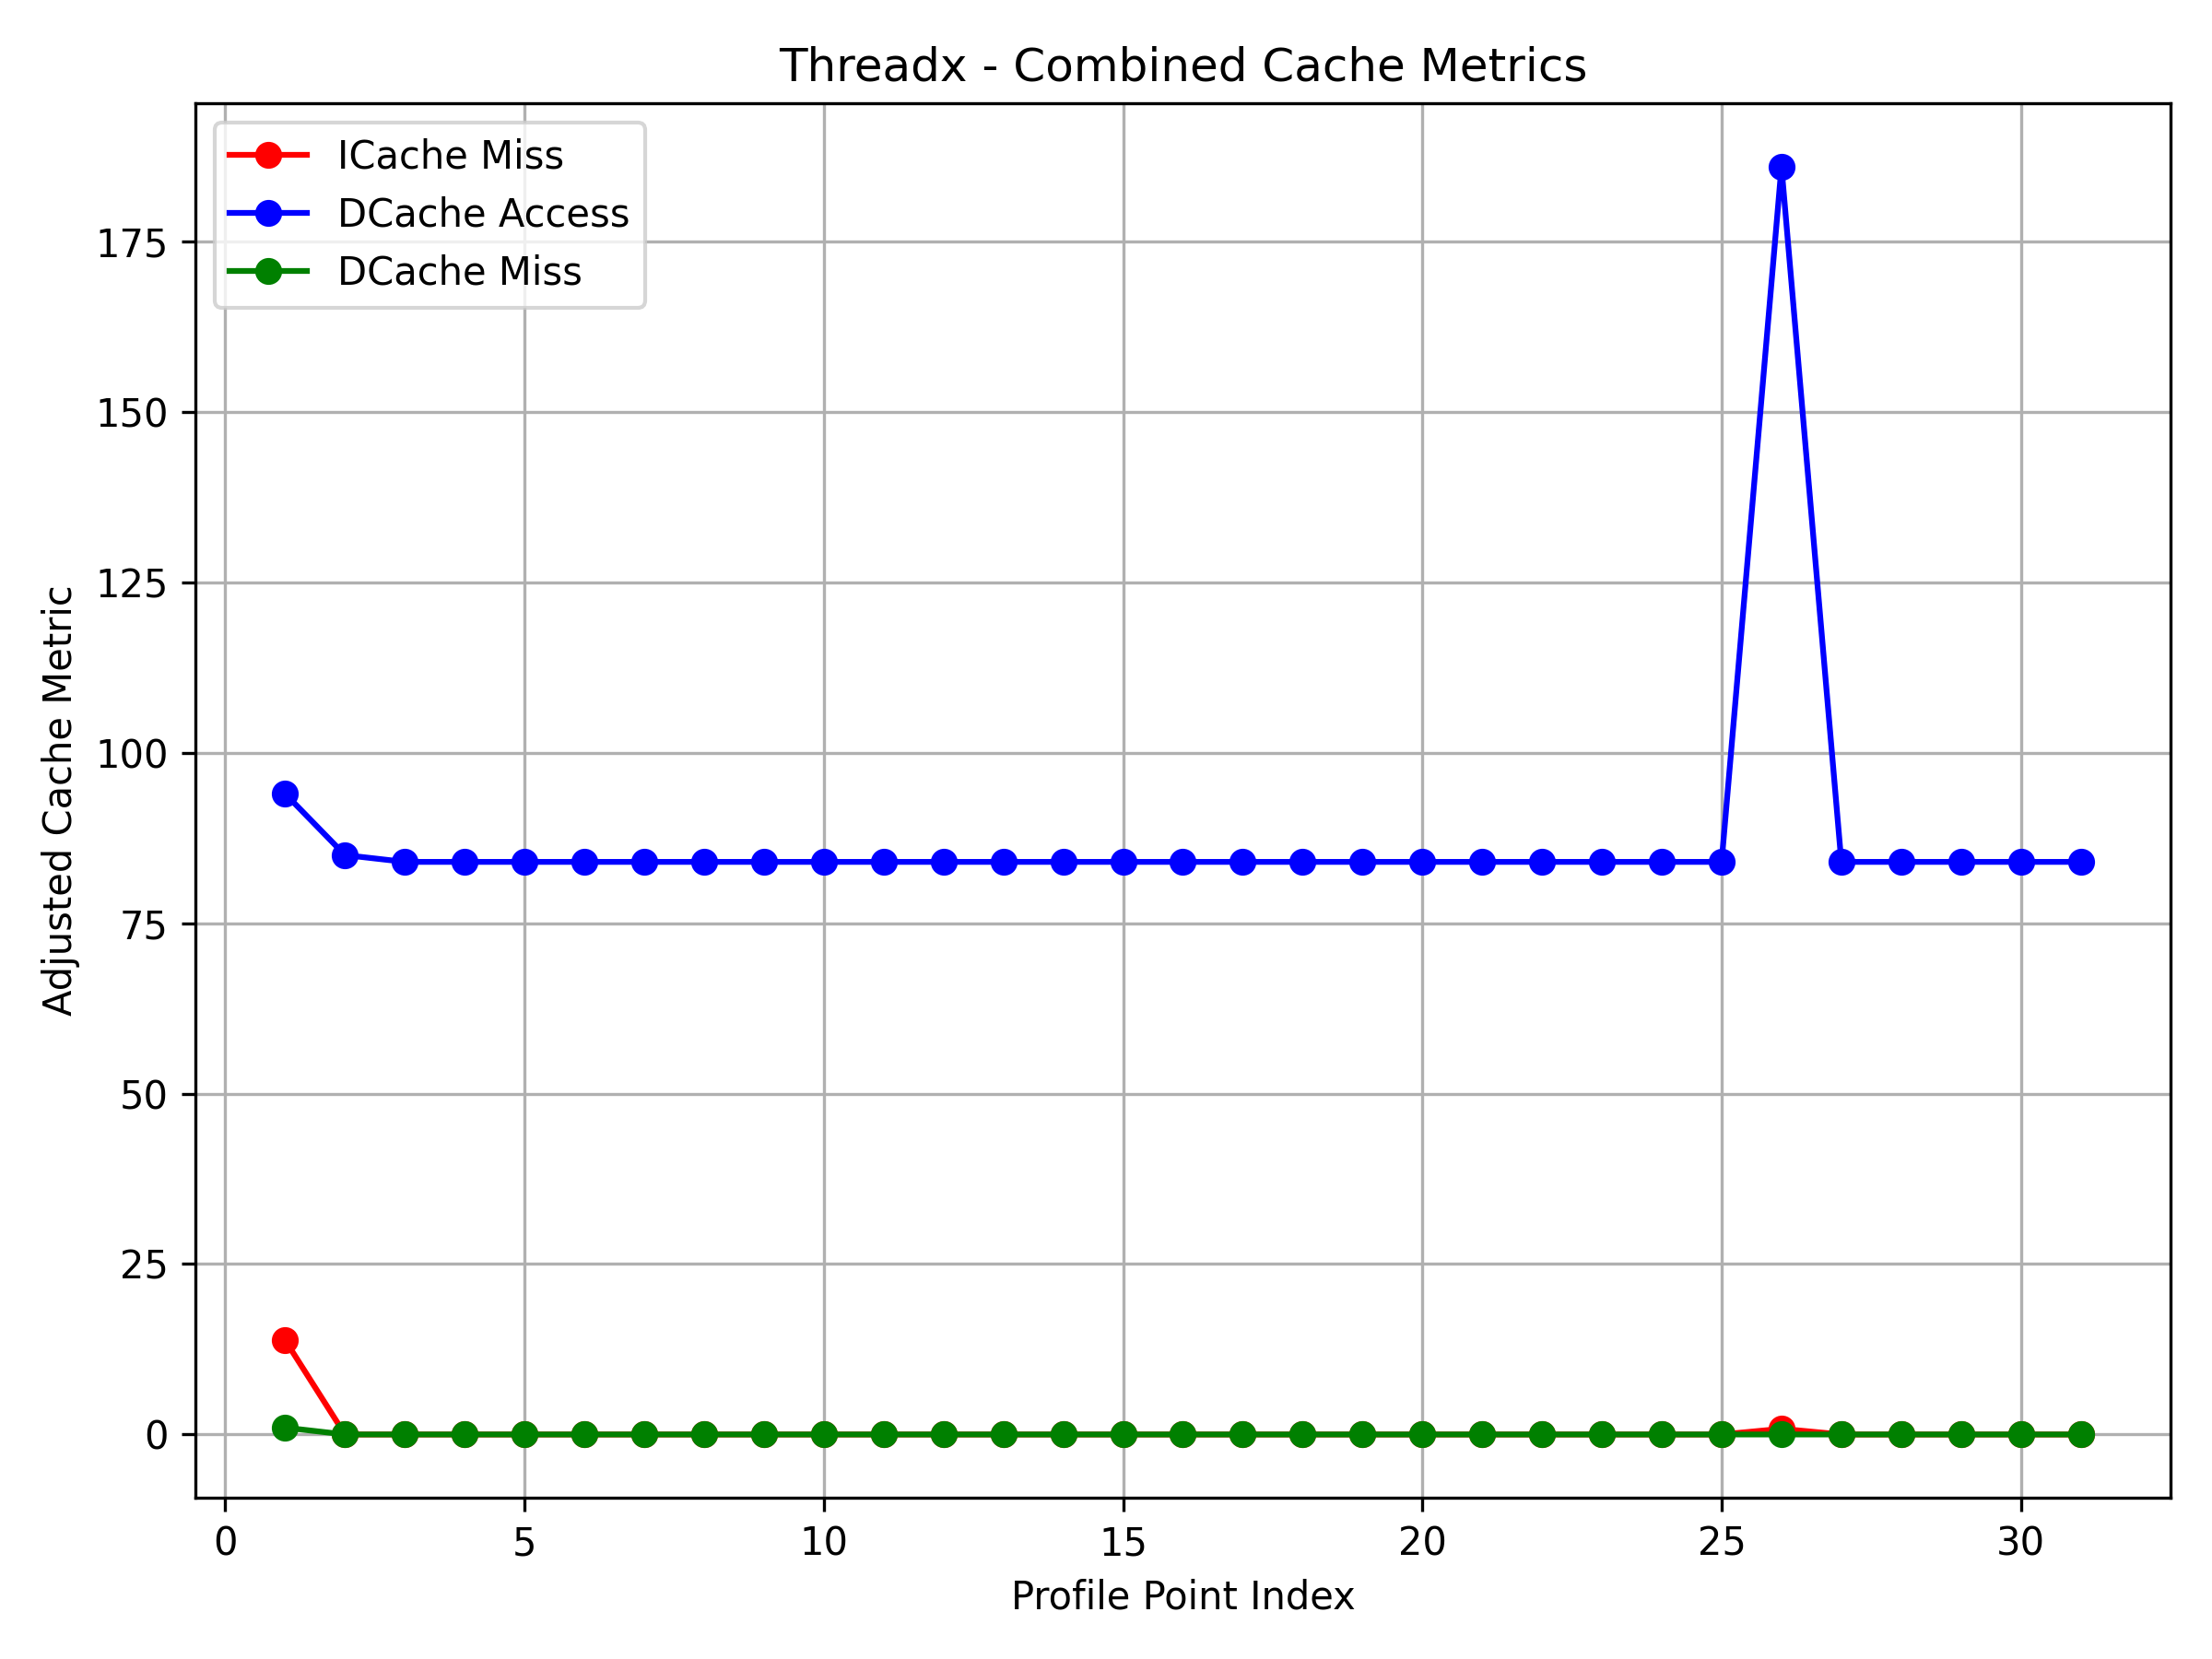 Threadx - Combined Cache Metrics
ICache Miss
DCache Access
DCache Miss
Adjusted Cache Metric
175
150
125
100
75
50
25
0
0 5 10 15 20 25 30
Profile Point Index